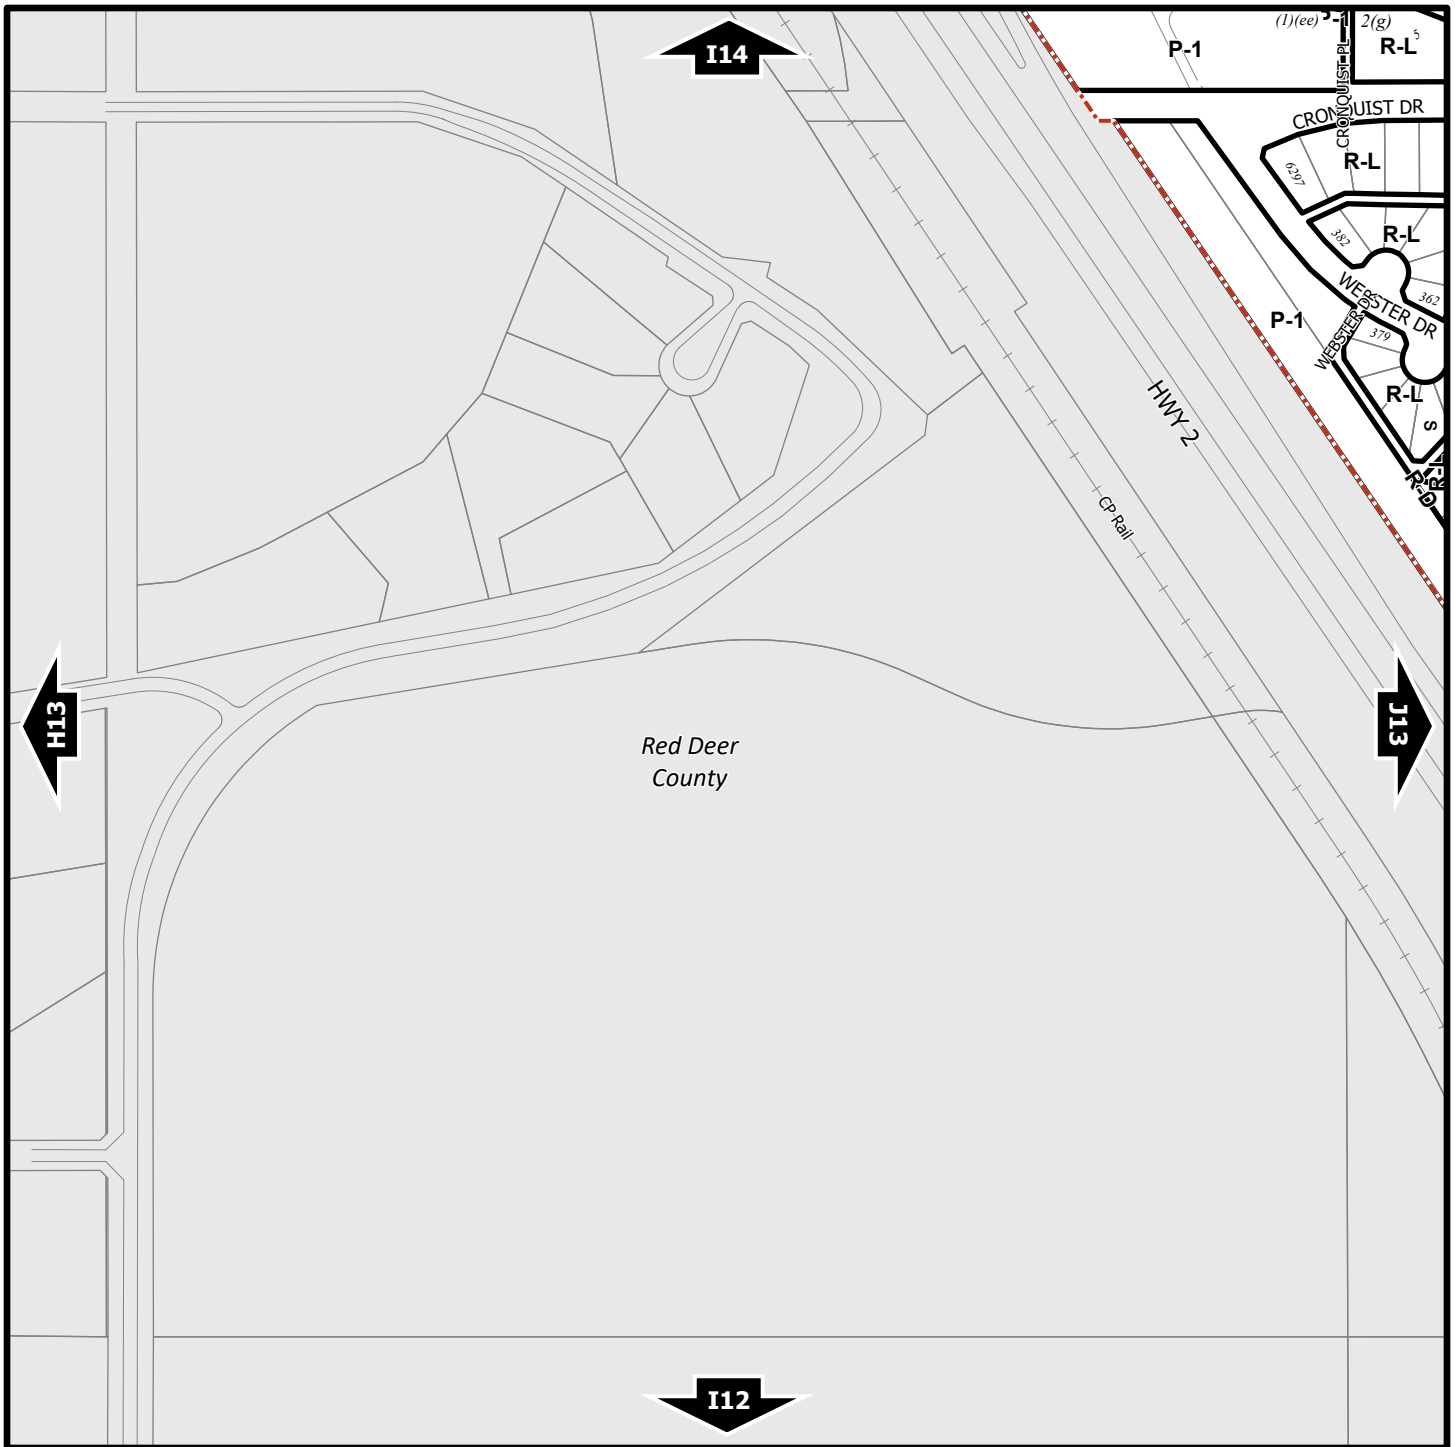 I14
(1)(ee)
2(g)
P-1
R-L
5
CRONQUIST PL
CRONQUIST DR
R-L
6297
R-L
382
362
WEBSTER DR
WEBSTER DR
379
P-1
R-L
S
R-L
R-D
HWY 2
CP Rail
H13
J13
Red Deer
County
I12